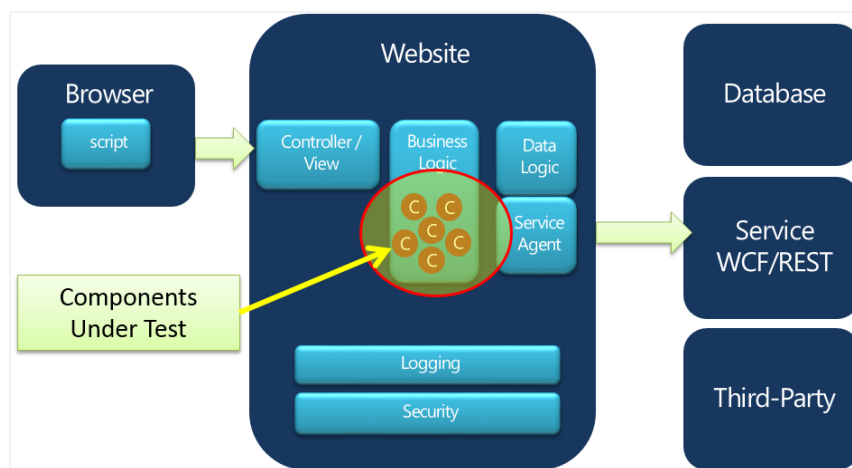 Website
Browser
script
Controller /
View
Business
Logic
Data
Logic
Service
Agent
C
C
C
C
C
C
Components
Under Test
Logging
Security
Database
Service
WCF/REST
Third-Party